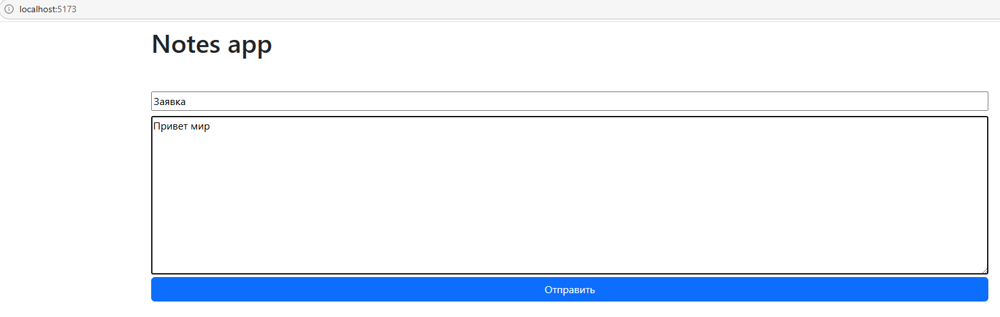 localhost:5173
Notes app
Заявка
Привет мир
Отправить